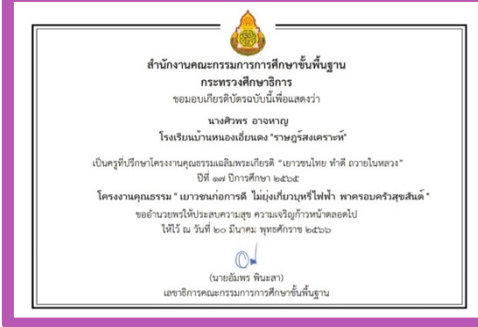 สำนักงานคณะกรรมการการศึกษาขั้นพื้นฐาน
กระทรวงศึกษาธิการ
ขอมอบเกียรติบัตรฉบับนี้เพื่อแสดงว่า
นางศิวพร อาจหาญ
โรงเรียนบ้านหนองเอี่ยนดง "ราษฎร์สงเคราะห์"
เป็นครูที่ปรึกษาโครงงานคุณธรรมเฉลิมพระเกียรติ "เยาวชนไทย ทำดี ถวายในหลวง"
ปีที่ ๑๗ ปีการศึกษา ๒๕๖๕
โครงงานคุณธรรม " เยาวชนก่อการดี ไม่ยุ่งเกี่ยวบุหรี่ไฟฟ้า พาครอบครัวสุขสันต์ "
ขออำนวยพรให้ประสบความสุข ความเจริญก้าวหน้าตลอดไป
ให้ไว้ ณ วันที่ ๒๐ มีนาคม พุทธศักราช ๒๕๖๖
(นายอัมพร พินะสา)
เลขาธิการคณะกรรมการการศึกษาขั้นพื้นฐาน